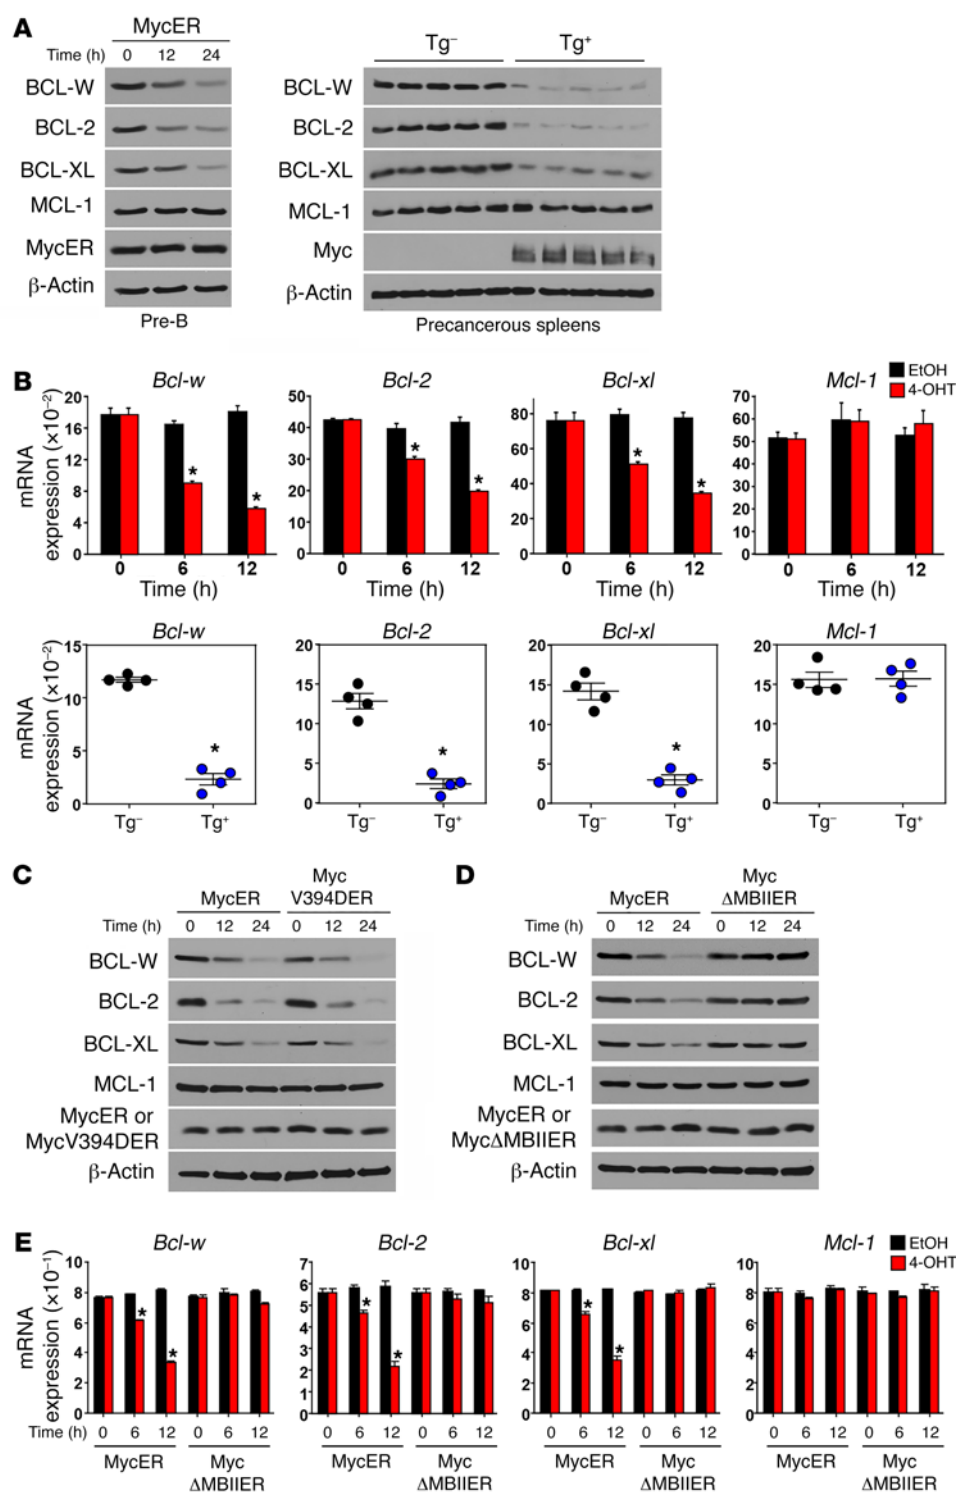 A
MycER
Time (h) 0 12 24
BCL-W
BCL-2
BCL-XL
MCL-1
MycER
β-Actin
Pre-B
Tg⁻ Tg⁺
BCL-W
BCL-2
BCL-XL
MCL-1
Myc
β-Actin
Precancerous spleens
B
EtOH
4-OHT
mRNA
expression (×10⁻²)
Bcl-w
20
16
12
8
4
0
0 6 12
Time (h)
Bcl-2
50
40
30
20
10
0
0 6 12
Time (h)
Bcl-xl
80
60
40
20
0
* *
0 6 12
Time (h)
Mcl-1
70
60
50
40
30
20
10
0
0 6 12
Time (h)
mRNA
expression (×10⁻²)
Bcl-w
15
10
5
0
*
Tg⁻ Tg⁺
Bcl-2
20
15
10
5
0
*
Tg⁻ Tg⁺
Bcl-xl
20
15
10
5
0
*
Tg⁻ Tg⁺
Mcl-1
20
15
10
5
0
Tg⁻ Tg⁺
C
MycER
Myc
V394DER
Time (h) 0 12 24 0 12 24
BCL-W
BCL-2
BCL-XL
MCL-1
MycER or
MycV394DER
β-Actin
D
MycER
Myc
ΔMBIIER
Time (h) 0 12 24 0 12 24
BCL-W
BCL-2
BCL-XL
MCL-1
MycER or
MycΔMBIIER
β-Actin
E
EtOH
4-OHT
mRNA
expression (×10⁻¹)
Bcl-w
10
8
6
4
2
0
* *
Time (h) 0 6 12 0 6 12
MycER
Myc
ΔMBIIER
Bcl-2
7
6
5
4
3
2
1
0
* *
0 6 12 0 6 12
MycER
Myc
ΔMBIIER
Bcl-xl
10
8
6
4
2
0
* *
0 6 12 0 6 12
MycER
Myc
ΔMBIIER
Mcl-1
10
8
6
4
2
0
0 6 12 0 6 12
MycER
Myc
ΔMBIIER